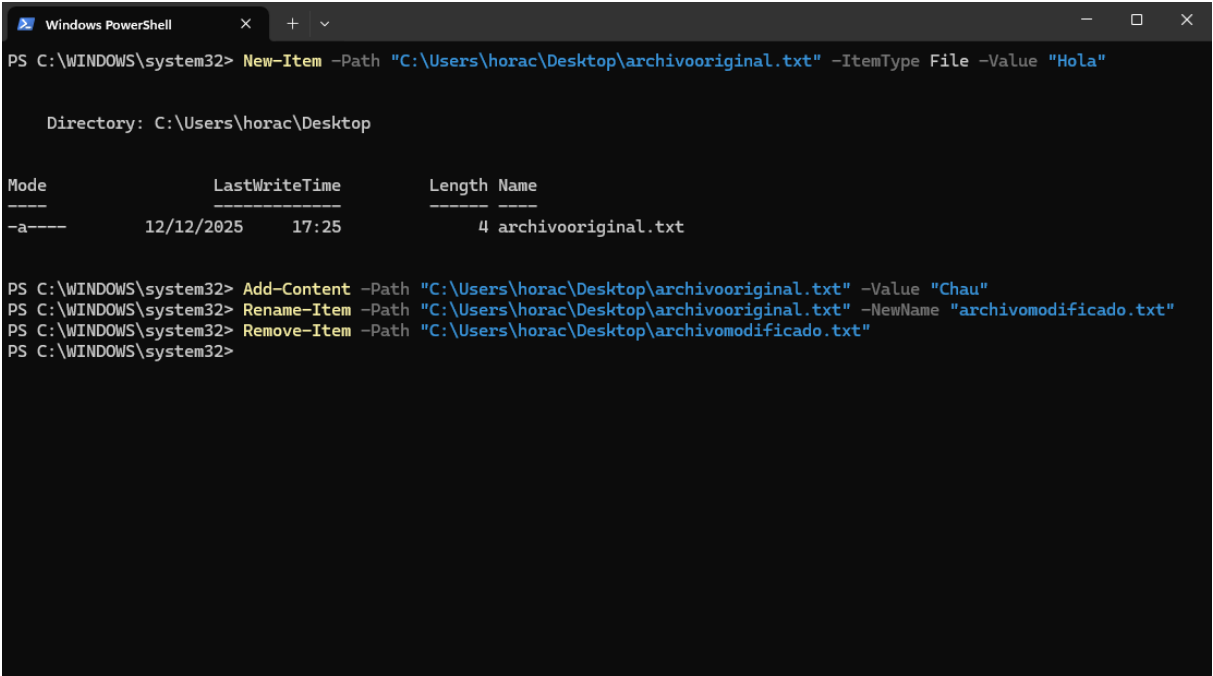 Windows PowerShell
PS C:\WINDOWS\system32> New-Item -Path "C:\Users\horac\Desktop\archivooriginal.txt" -ItemType File -Value "Hola"
    Directory: C:\Users\horac\Desktop
Mode                 LastWriteTime         Length Name
----                 -------------         ------ ----
-a----        12/12/2025     17:25              4 archivooriginal.txt
PS C:\WINDOWS\system32> Add-Content -Path "C:\Users\horac\Desktop\archivooriginal.txt" -Value "Chau"
PS C:\WINDOWS\system32> Rename-Item -Path "C:\Users\horac\Desktop\archivooriginal.txt" -NewName "archivomodificado.txt"
PS C:\WINDOWS\system32> Remove-Item -Path "C:\Users\horac\Desktop\archivomodificado.txt"
PS C:\WINDOWS\system32>